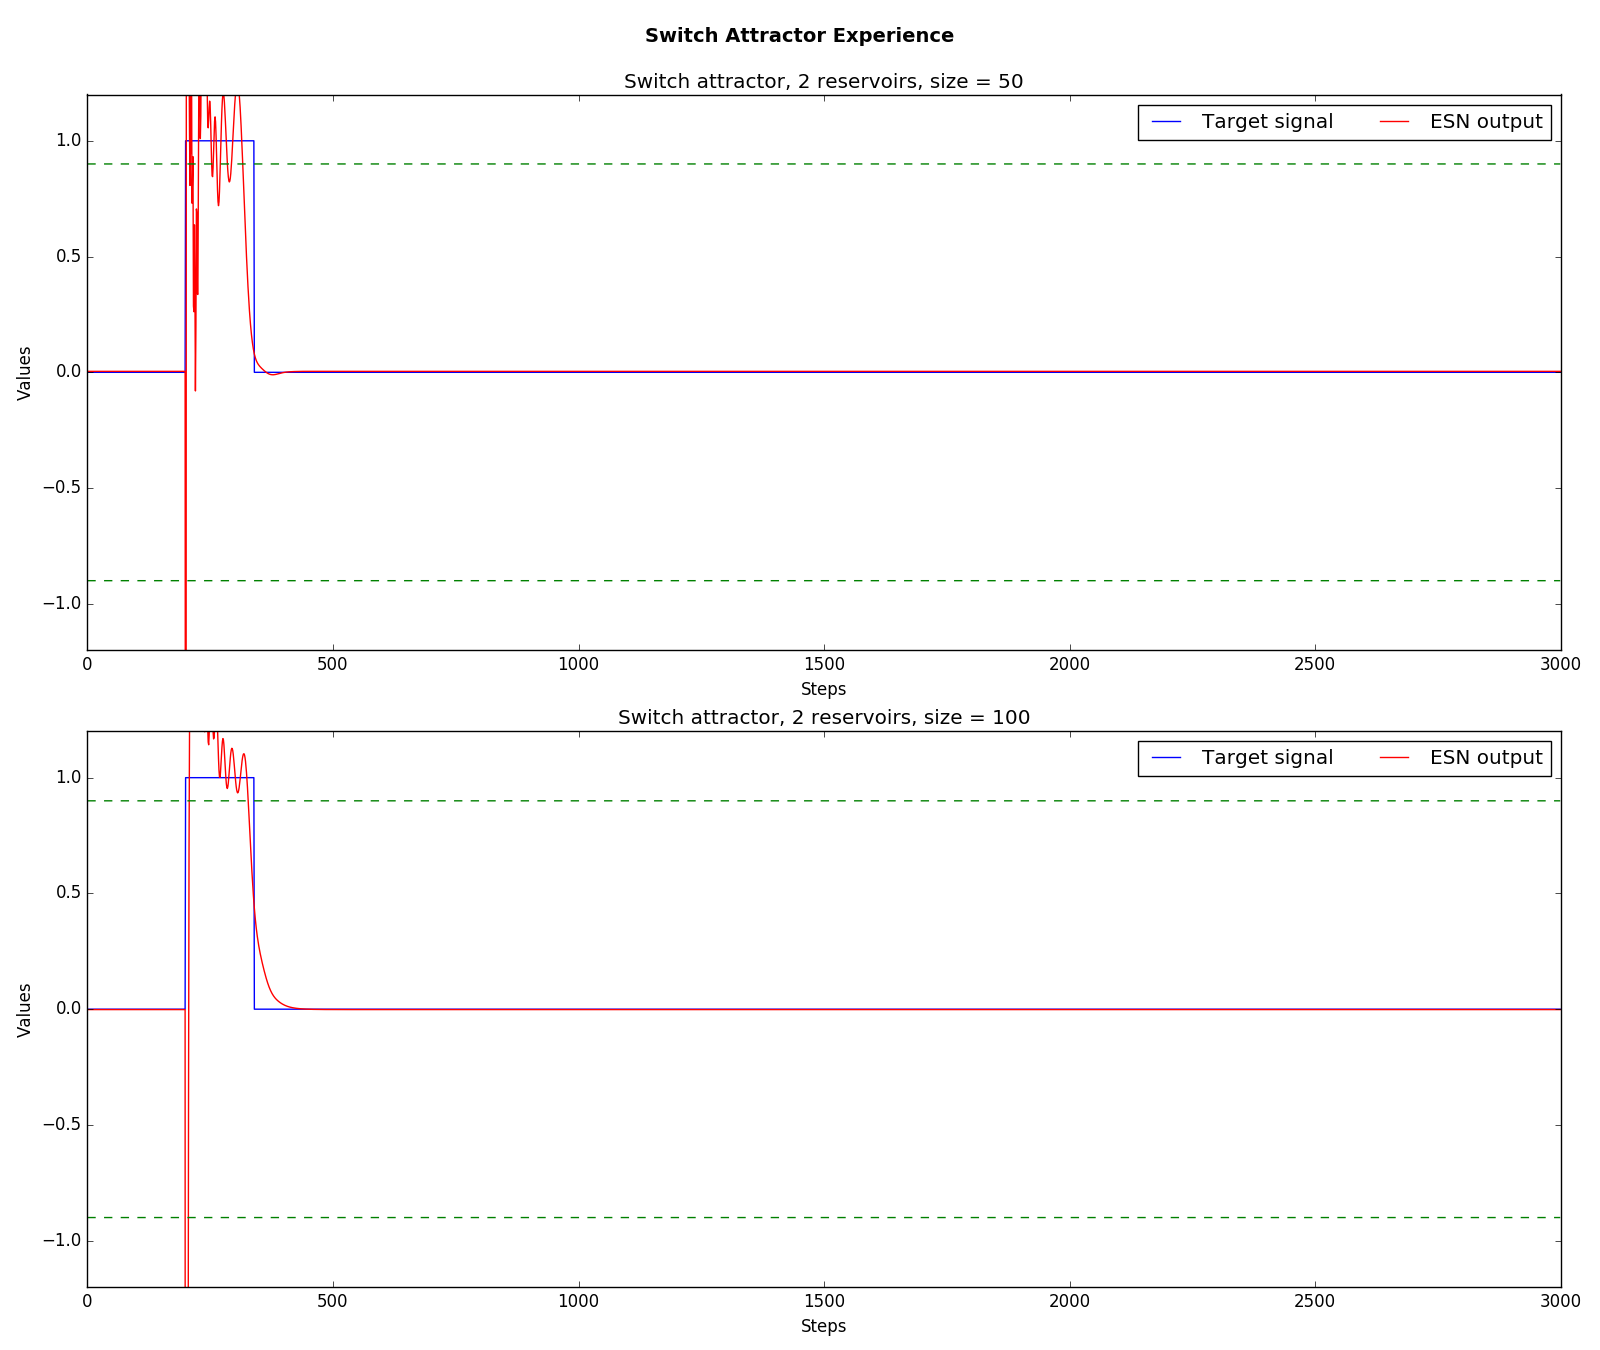 Switch Attractor Experience
Switch attractor, 2 reservoirs, size = 50
Target signal ESN output
1.0
0.5
0.0
−0.5
−1.0
Values
0 500 1000 1500 2000 2500 3000
Steps
Switch attractor, 2 reservoirs, size = 100
Target signal ESN output
1.0
0.5
0.0
−0.5
−1.0
Values
0 500 1000 1500 2000 2500 3000
Steps